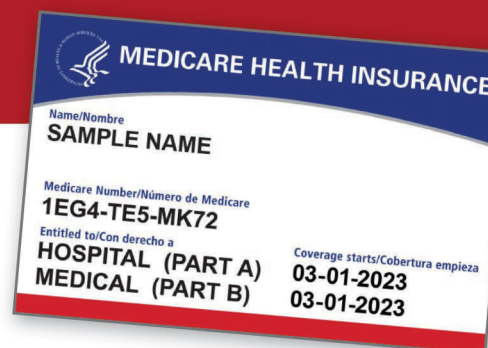 MEDICARE HEALTH INSURANCE
Name/Nombre
SAMPLE NAME
Medicare Number/Número de Medicare
1EG4-TE5-MK72
Entitled to/Con derecho a
HOSPITAL (PART A)
MEDICAL (PART B)
Coverage starts/Cobertura empieza
03-01-2023
03-01-2023